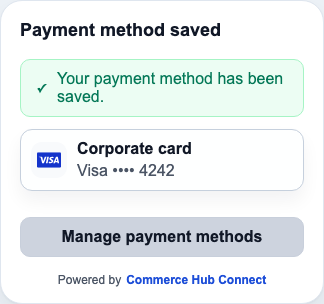 Payment method saved
✓ Your payment method has been
saved.
VISA
Corporate card
Visa •••• 4242
Manage payment methods
Powered by Commerce Hub Connect